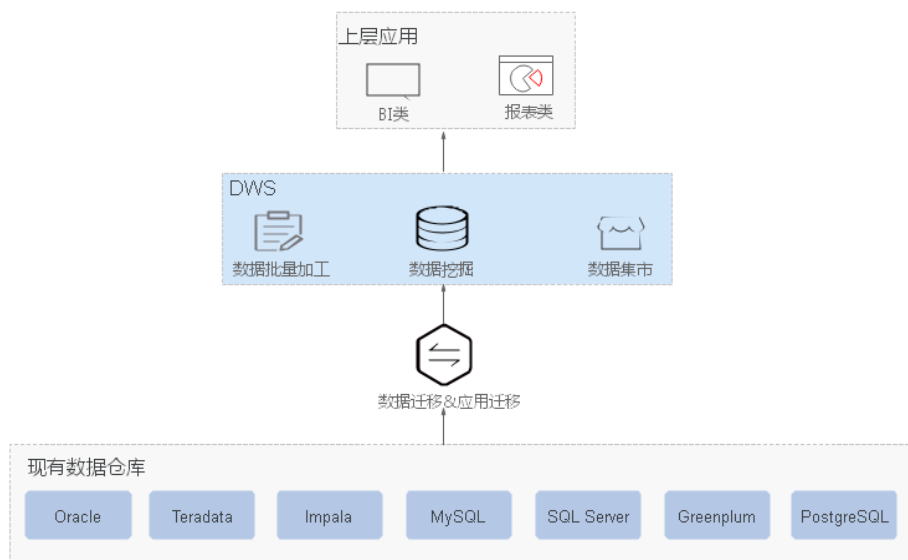 上层应用
BI类
报表类
DWS
数据批量加工
数据挖掘
数据集市
数据迁移&应用迁移
现有数据仓库
Oracle
Teradata
Impala
MySQL
SQL Server
Greenplum
PostgreSQL